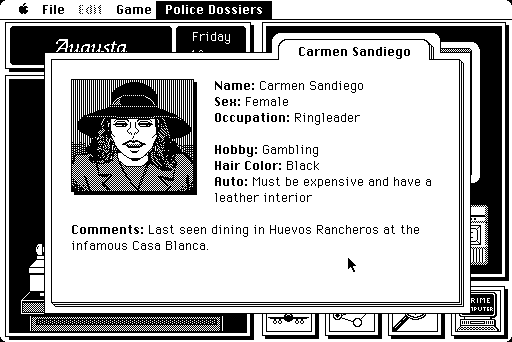 File Edit Game Police Dossiers
Augusta
Friday
Carmen Sandiego
Name: Carmen Sandiego
Sex: Female
Occupation: Ringleader
Hobby: Gambling
Hair Color: Black
Auto: Must be expensive and have a
leather interior
Comments: Last seen dining in Huevos Rancheros at the
infamous Casa Blanca.